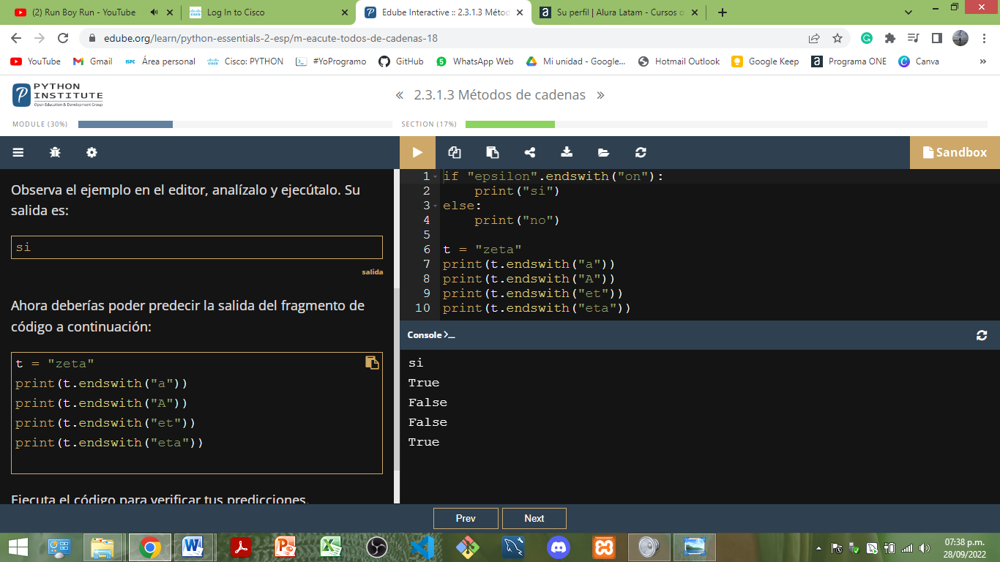 (2) Run Boy Run - YouTube
Log In to Cisco
Edube Interactive :: 2.3.1.3 Métod
Su perfil | Alura Latam - Cursos o
edube.org/learn/python-essentials-2-esp/m-eacute-todos-de-cadenas-18
YouTube
Gmail
ISPC Área personal
Cisco: PYTHON
#YoProgramo
GitHub
5 WhatsApp Web
Mi unidad - Google...
Hotmail Outlook
Google Keep
a Programa ONE
Canva
»
PYTHON
INSTITUTE
Open Education & Development Group
« 2.3.1.3 Métodos de cadenas »
MODULE (30%)
SECTION (17%)
Sandbox
Observa el ejemplo en el editor, analízalo y ejecútalo. Su
salida es:
si
salida
Ahora deberías poder predecir la salida del fragmento de
código a continuación:
t = "zeta"
print(t.endswith("a"))
print(t.endswith("A"))
print(t.endswith("et"))
print(t.endswith("eta"))
Ejecuta el código para verificar tus predicciones.
1 if "epsilon".endswith("on"):
2     print("si")
3 else:
4     print("no")
5
6 t = "zeta"
7 print(t.endswith("a"))
8 print(t.endswith("A"))
9 print(t.endswith("et"))
10 print(t.endswith("eta"))
Console >_
si
True
False
False
True
Prev
Next
07:38 p.m.
28/09/2022